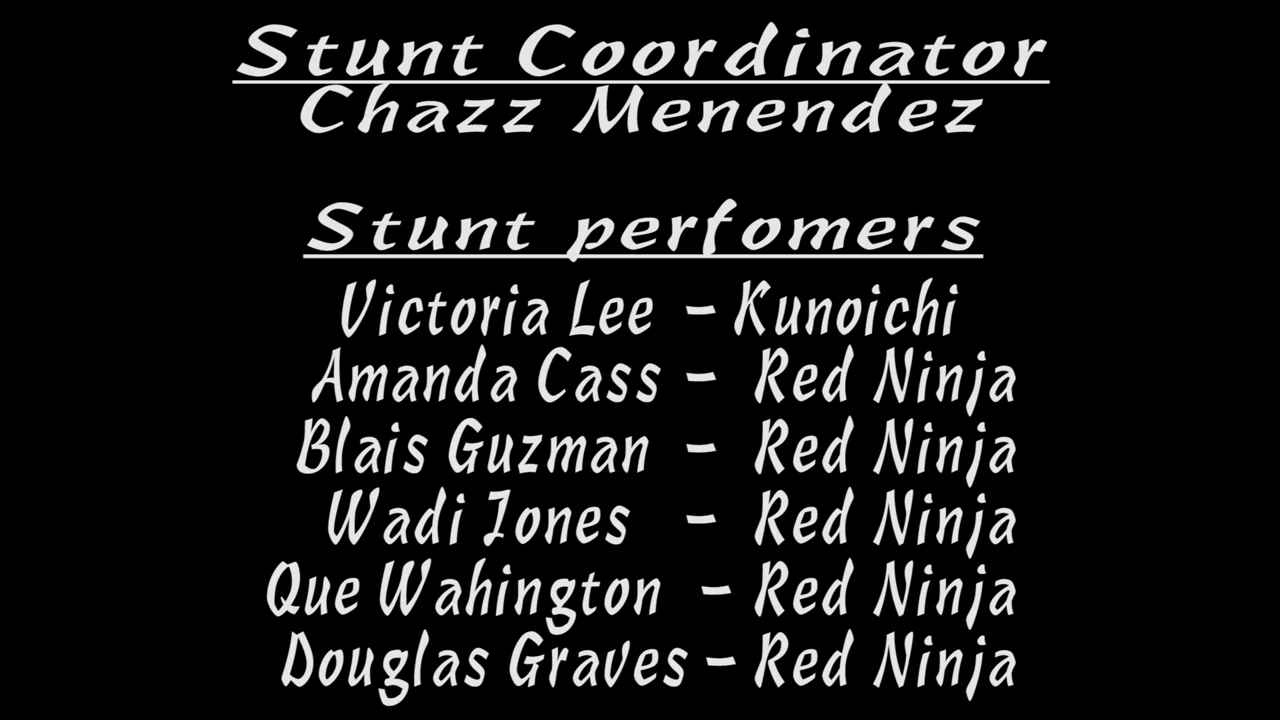 Stunt Coordinator
Chazz Menendez
Stunt perfomers
Victoria Lee - Kunoichi
Amanda Cass - Red Ninja
Blais Guzman - Red Ninja
Wadi Jones - Red Ninja
Que Wahington - Red Ninja
Douglas Graves - Red Ninja